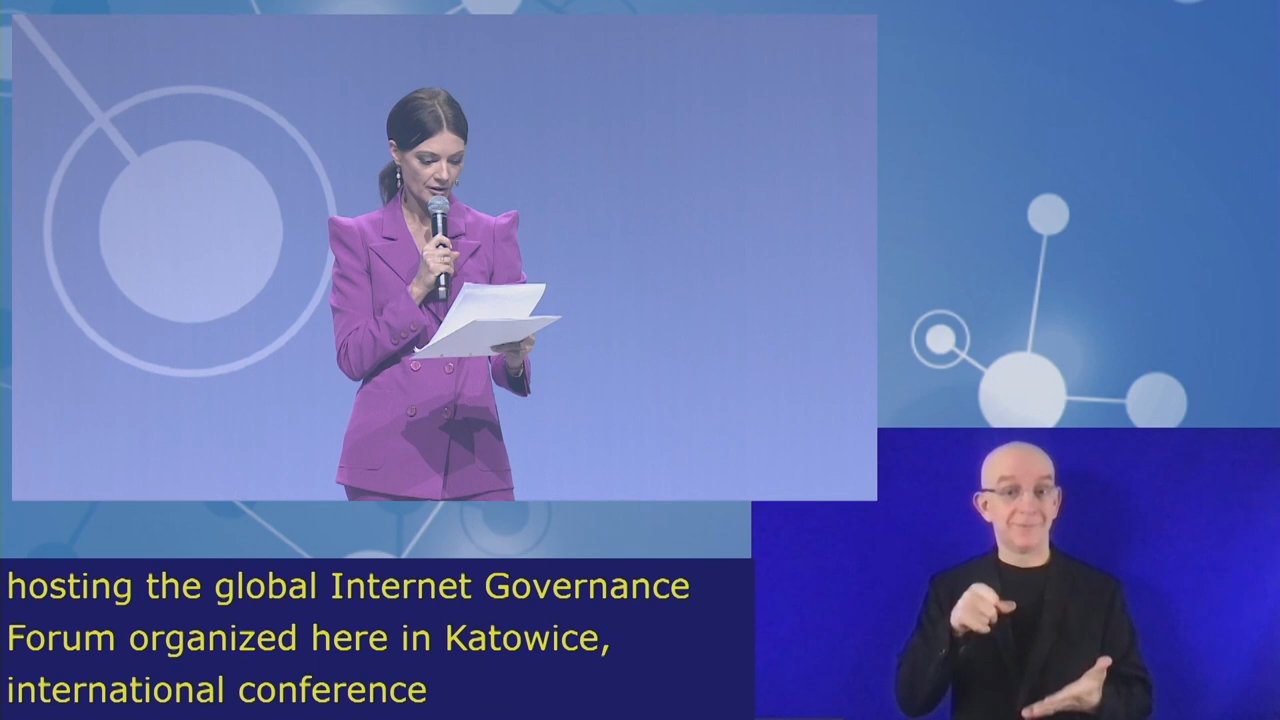 hosting the global Internet Governance
Forum organized here in Katowice,
international conference